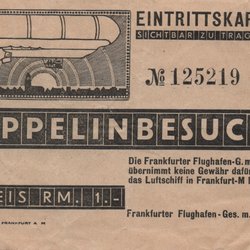 EINTRITTSKAR
SICHTBAR ZU TRAG
№ 125219
PPELINBESUC
Die Frankfurter Flughafen-G.m
übernimmt keine Gewähr dafür
das Luftschiff in Frankfurt-M l
EIS RM. 1.-
Frankfurter Flughafen-Ges. m.
FRANKFURT A. M